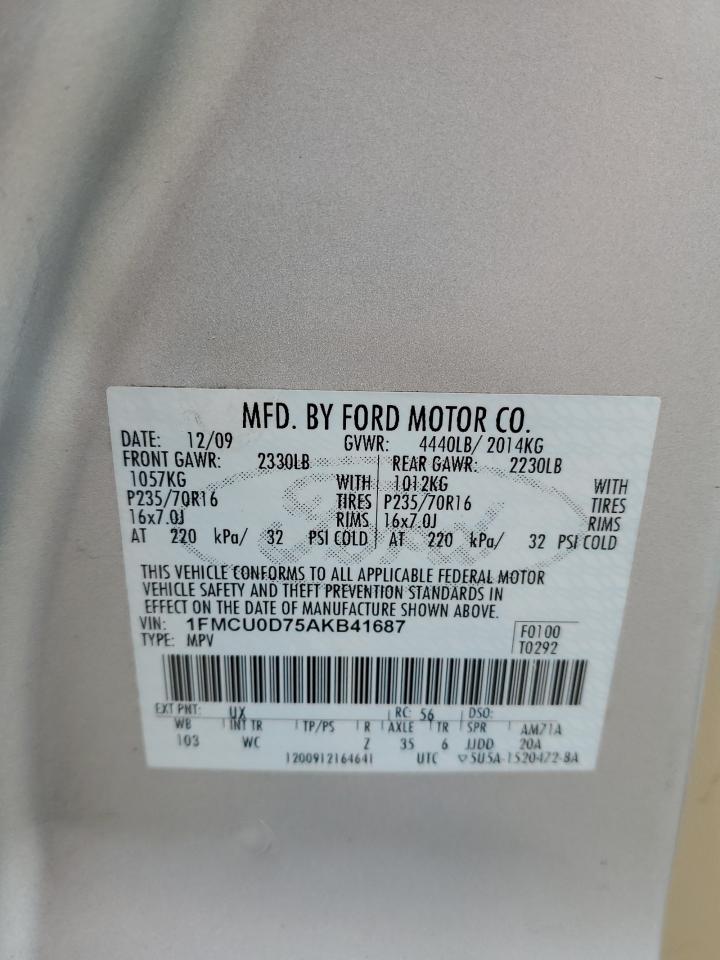 MFD. BY FORD MOTOR CO.
DATE: 12/09 GVWR: 4440LB/ 2014KG
FRONT GAWR: 2330LB REAR GAWR: 2230LB
1057KG WITH 1012KG WITH
P235/70R16 TIRES P235/70R16 TIRES
16x7.0J RIMS 16x7.0J RIMS
AT 220 kPa/ 32 PSI COLD AT 220 kPa/ 32 PSI COLD
THIS VEHICLE CONFORMS TO ALL APPLICABLE FEDERAL MOTOR
VEHICLE SAFETY AND THEFT PREVENTION STANDARDS IN
EFFECT ON THE DATE OF MANUFACTURE SHOWN ABOVE.
VIN: 1FMCU0D75AKB41687 F0100
TYPE: MPV T0292
EXT PNT: UX RC: 56 DSO:
WB INT TR TP/PS R AXLE TR SPR AM71A
103 WC Z 35 6 JJDD 20A
1200912164641 UTC ▽5U5A-1520472-BA